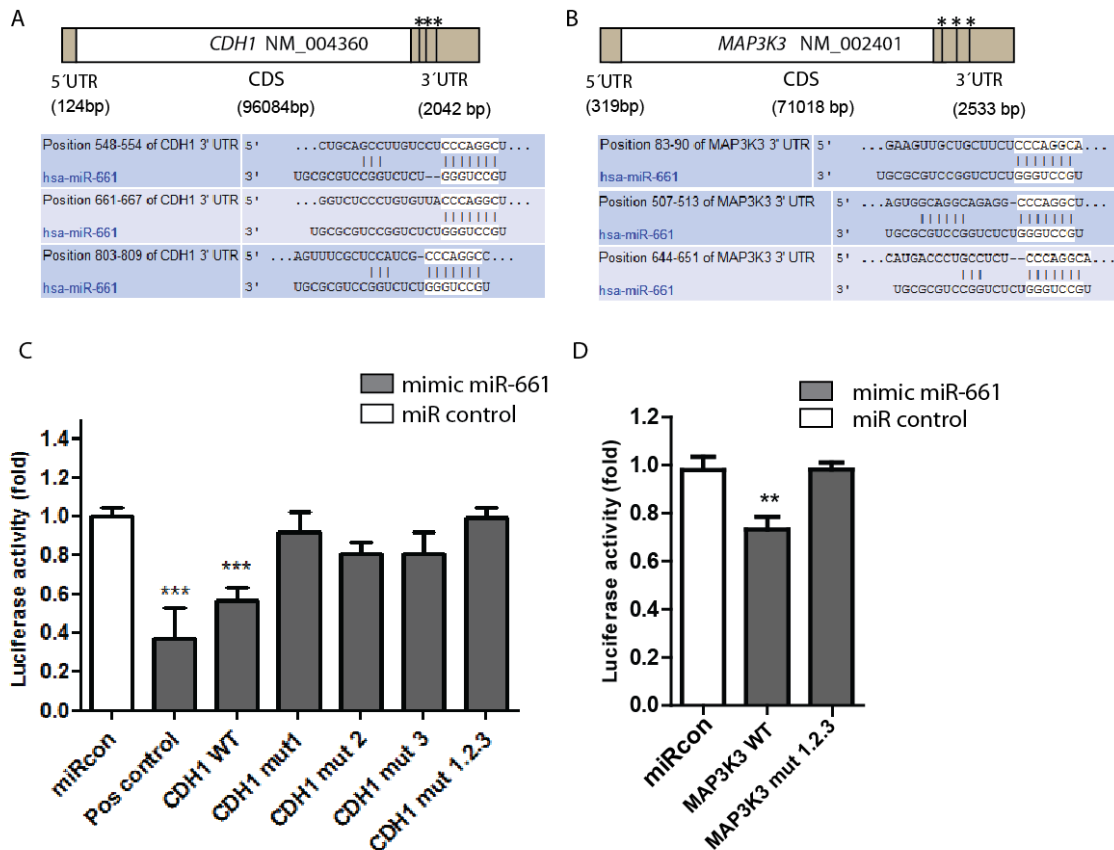 A
***
CDH1 NM_004360
5´UTR
CDS
3´UTR
(124bp)
(96084bp)
(2042 bp)
Position 548-554 of CDH1 3' UTR
5' ...CUGCAGCCUUGUCCUCCCAGGCU...
hsa-miR-661
3' UGCGCGUCCGGUCUCU--GGGUCCGU
Position 661-667 of CDH1 3' UTR
5' ...GGUCUCCCUGUGUUACCCAGGCU...
hsa-miR-661
3' UGCGCGUCCGGUCUCUGGGUCCGU
Position 803-809 of CDH1 3' UTR
5' ...AGUUUCGCUCCAUCG-CCCAGGCC...
hsa-miR-661
3' UGCGCGUCCGGUCUCUGGGUCCGU
B
* * *
MAP3K3 NM_002401
5´UTR
CDS
3´UTR
(319bp)
(71018 bp)
(2533 bp)
Position 83-90 of MAP3K3 3' UTR
5' ...GAAGUUGCUGCUUCUCCCAGGCA...
hsa-miR-661
3' UGCGCGUCCGGUCUCUGGGUCCGU
Position 507-513 of MAP3K3 3' UTR
5' ...AGUGGCAGGCAGAGG-CCCAGGCU...
hsa-miR-661
3' UGCGCGUCCGGUCUCUGGGUCCGU
Position 644-651 of MAP3K3 3' UTR
5' ...CAUGACCCUGCCUCU--CCCAGGCA...
hsa-miR-661
3' UGCGCGUCCGGUCUCUGGGUCCGU
C
mimic miR-661
miR control
Luciferase activity (fold)
1.4
1.2
1.0
0.8
0.6
0.4
0.2
0.0
***
***
miRcon
Pos control
CDH1 WT
CDH1 mut1
CDH1 mut 2
CDH1 mut 3
CDH1 mut 1.2.3
D
mimic miR-661
miR control
Luciferase activity (fold)
1.2
1.0
0.8
0.6
0.4
0.2
0.0
**
miRcon
MAP3K3 WT
MAP3K3 mut 1.2.3